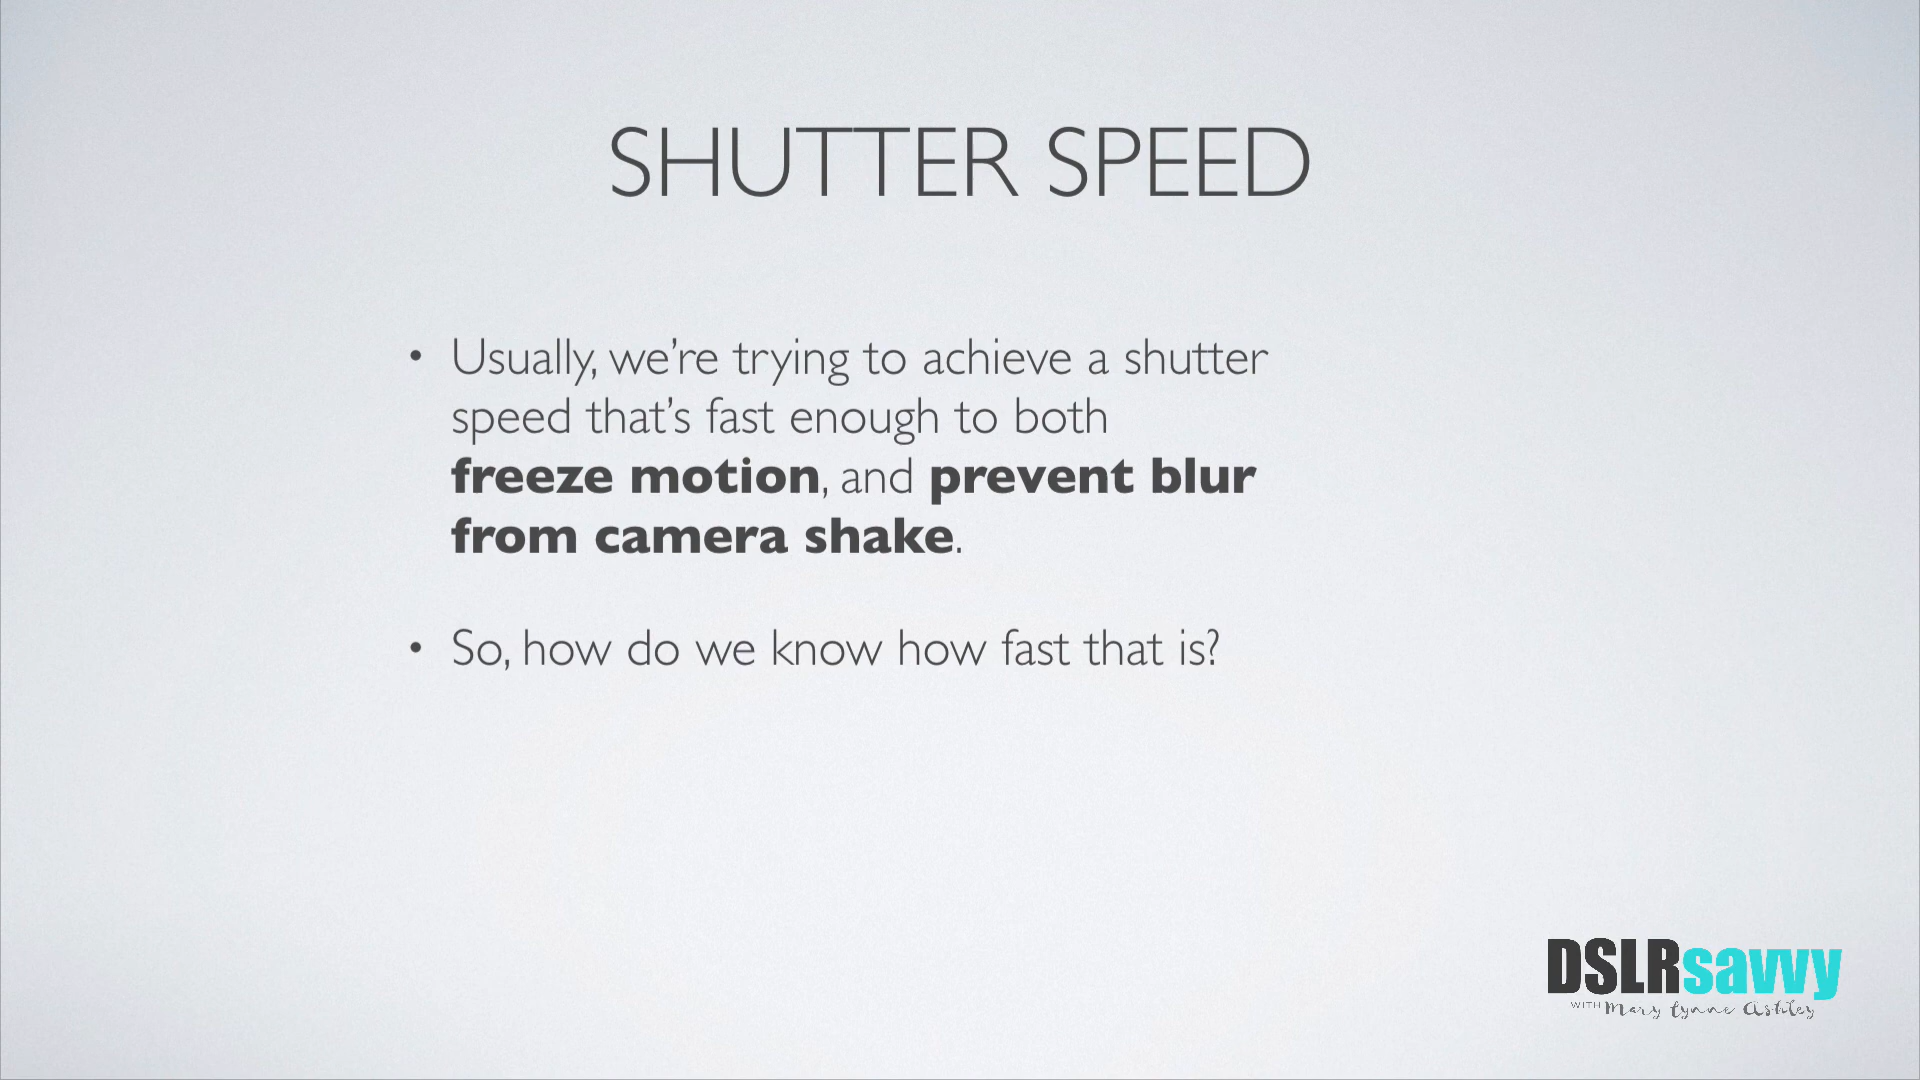 SHUTTER SPEED
• Usually, we’re trying to achieve a shutter
speed that’s fast enough to both
freeze motion, and prevent blur
from camera shake.
• So, how do we know how fast that is?
DSLRsavvy
WITH Mary Lynne Ashley